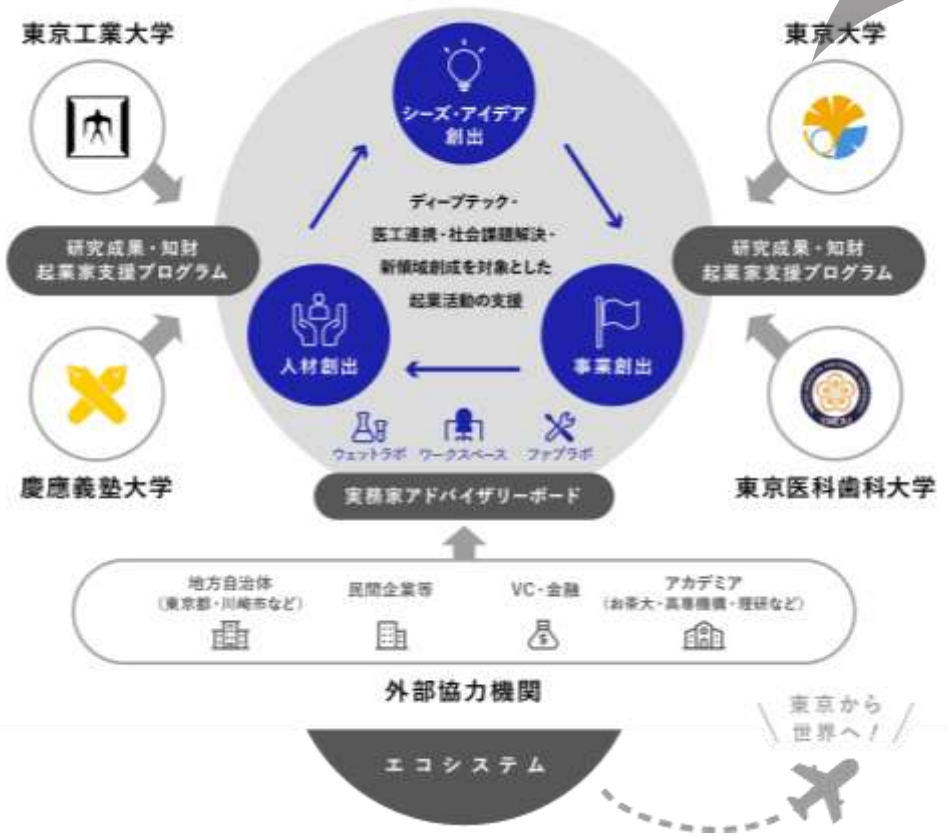 東京工業大学
東京大学
シーズ・アイデア
創出
ディープテック・
医工連携・社会課題解決・
新領域創成を対象とした
起業活動の支援
研究成果・知財
起業家支援プログラム
研究成果・知財
起業家支援プログラム
人材創出
事業創出
ウェットラボ
ワークスペース
ファブラボ
慶應義塾大学
東京医科歯科大学
実務家アドバイザリーボード
地方自治体
(東京都・川崎市など)
民間企業等
VC・金融
アカデミア
(お茶大・高専機構・理研など)
外部協力機関
東京から
世界へ!
エコシステム